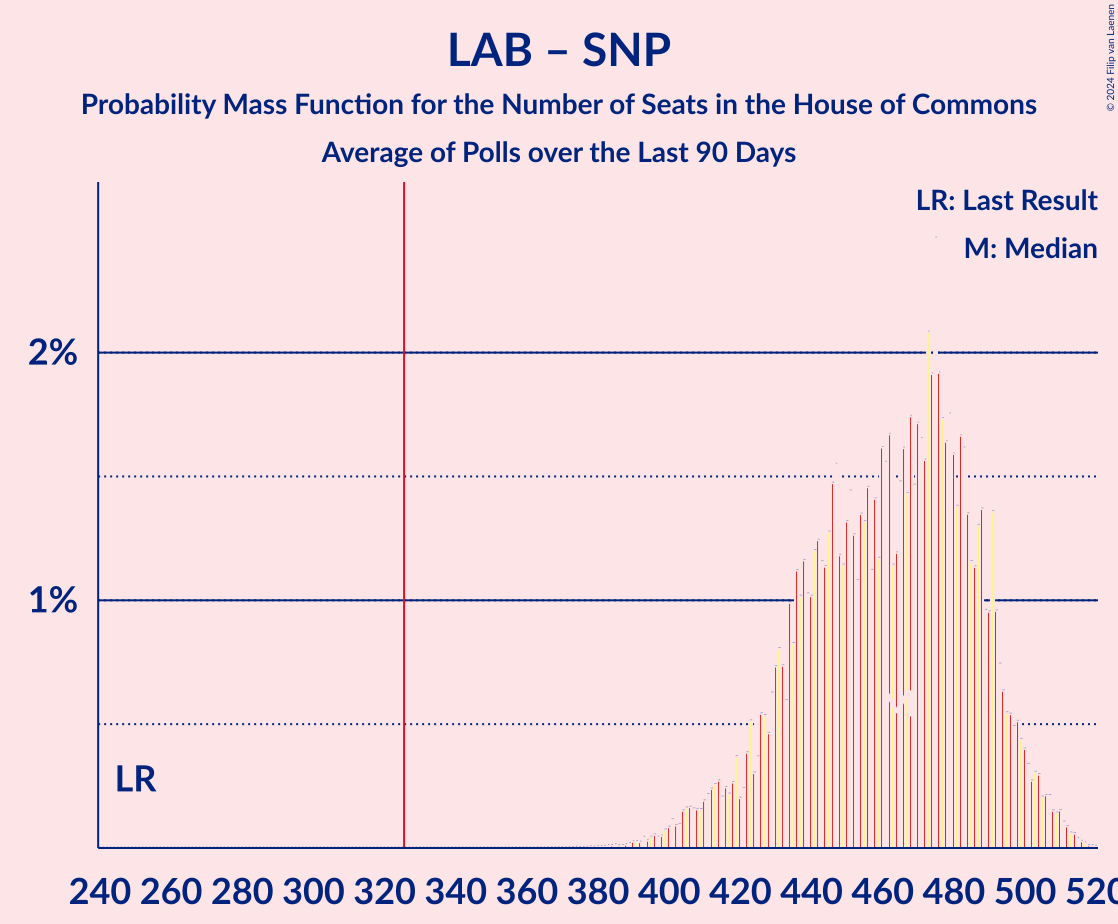 LAB – SNP
Probability Mass Function for the Number of Seats in the House of Commons
Average of Polls over the Last 90 Days
© 2024 Filip van Laenen
LR: Last Result
M: Median
2%
1%
LR
240 260 280 300 320 340 360 380 400 420 440 460 480 500 520